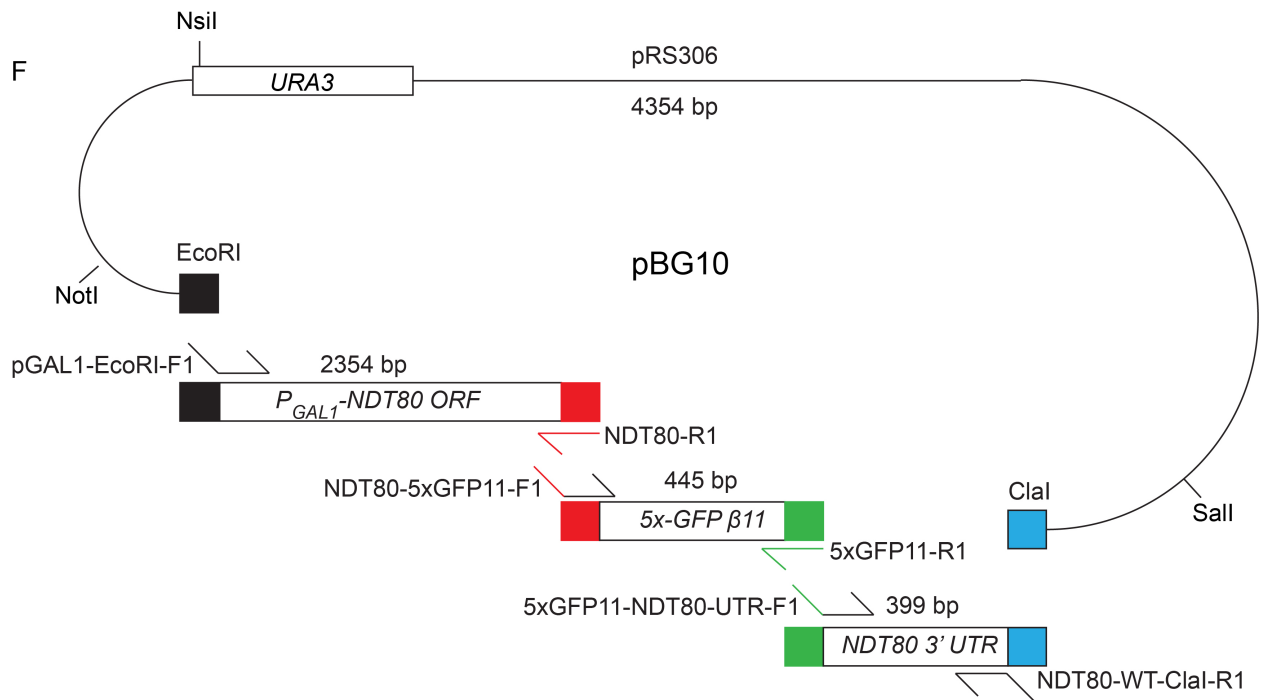 NsiI
F
URA3
pRS306
4354 bp
EcoRI
pBG10
NotI
pGAL1-EcoRI-F1
2354 bp
PGAL1-NDT80 ORF
NDT80-R1
NDT80-5xGFP11-F1
445 bp
ClaI
5x-GFP β11
SalI
5xGFP11-R1
5xGFP11-NDT80-UTR-F1
399 bp
NDT80 3’ UTR
NDT80-WT-ClaI-R1